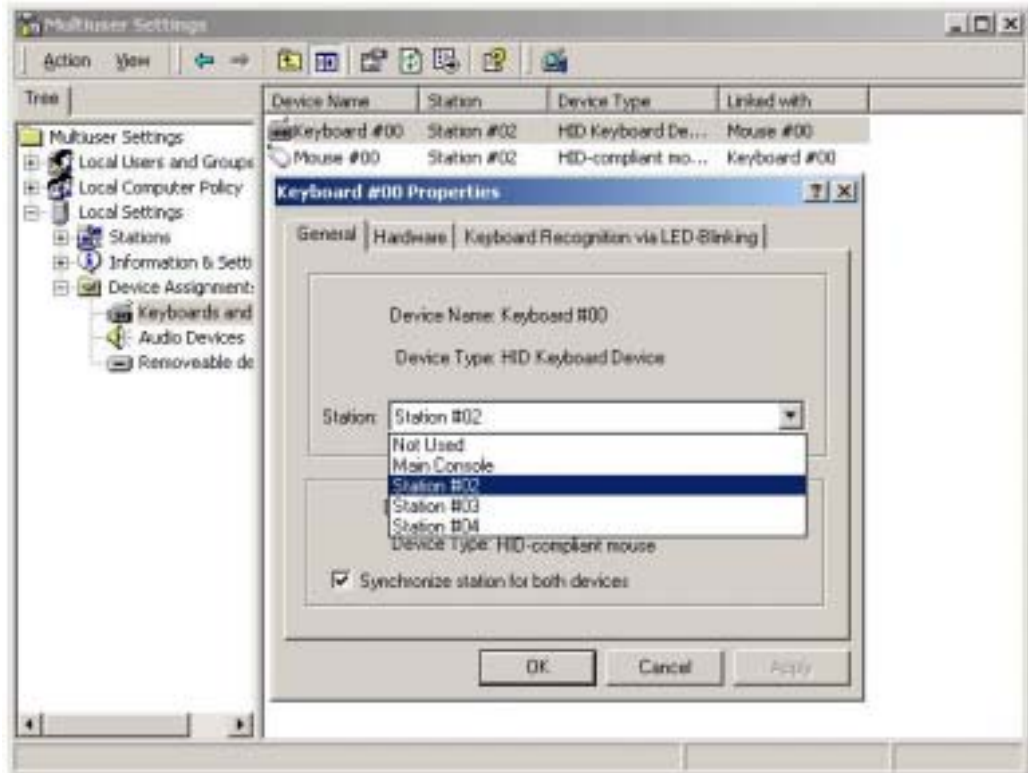 Multiuser Settings
Action View
Tree
Device Name Station Device Type Linked with
Multiuser Settings
Local Users and Groups
Local Computer Policy
Local Settings
Stations
Information & Setti
Device Assignment:
Keyboards and
Audio Devices
Removeable de
Keyboard #00 Station #02 HID Keyboard De... Mouse #00
Mouse #00 Station #02 HID-compliant mo... Keyboard #00
Keyboard #00 Properties
General Hardware Keyboard Recognition via LED-Blinking
Device Name: Keyboard #00
Device Type: HID Keyboard Device
Station: Station #02
Not Used
Main Console
Station #02
Station #03
Station #04
Device Type: HID-compliant mouse
Synchronize station for both devices
OK Cancel Apply